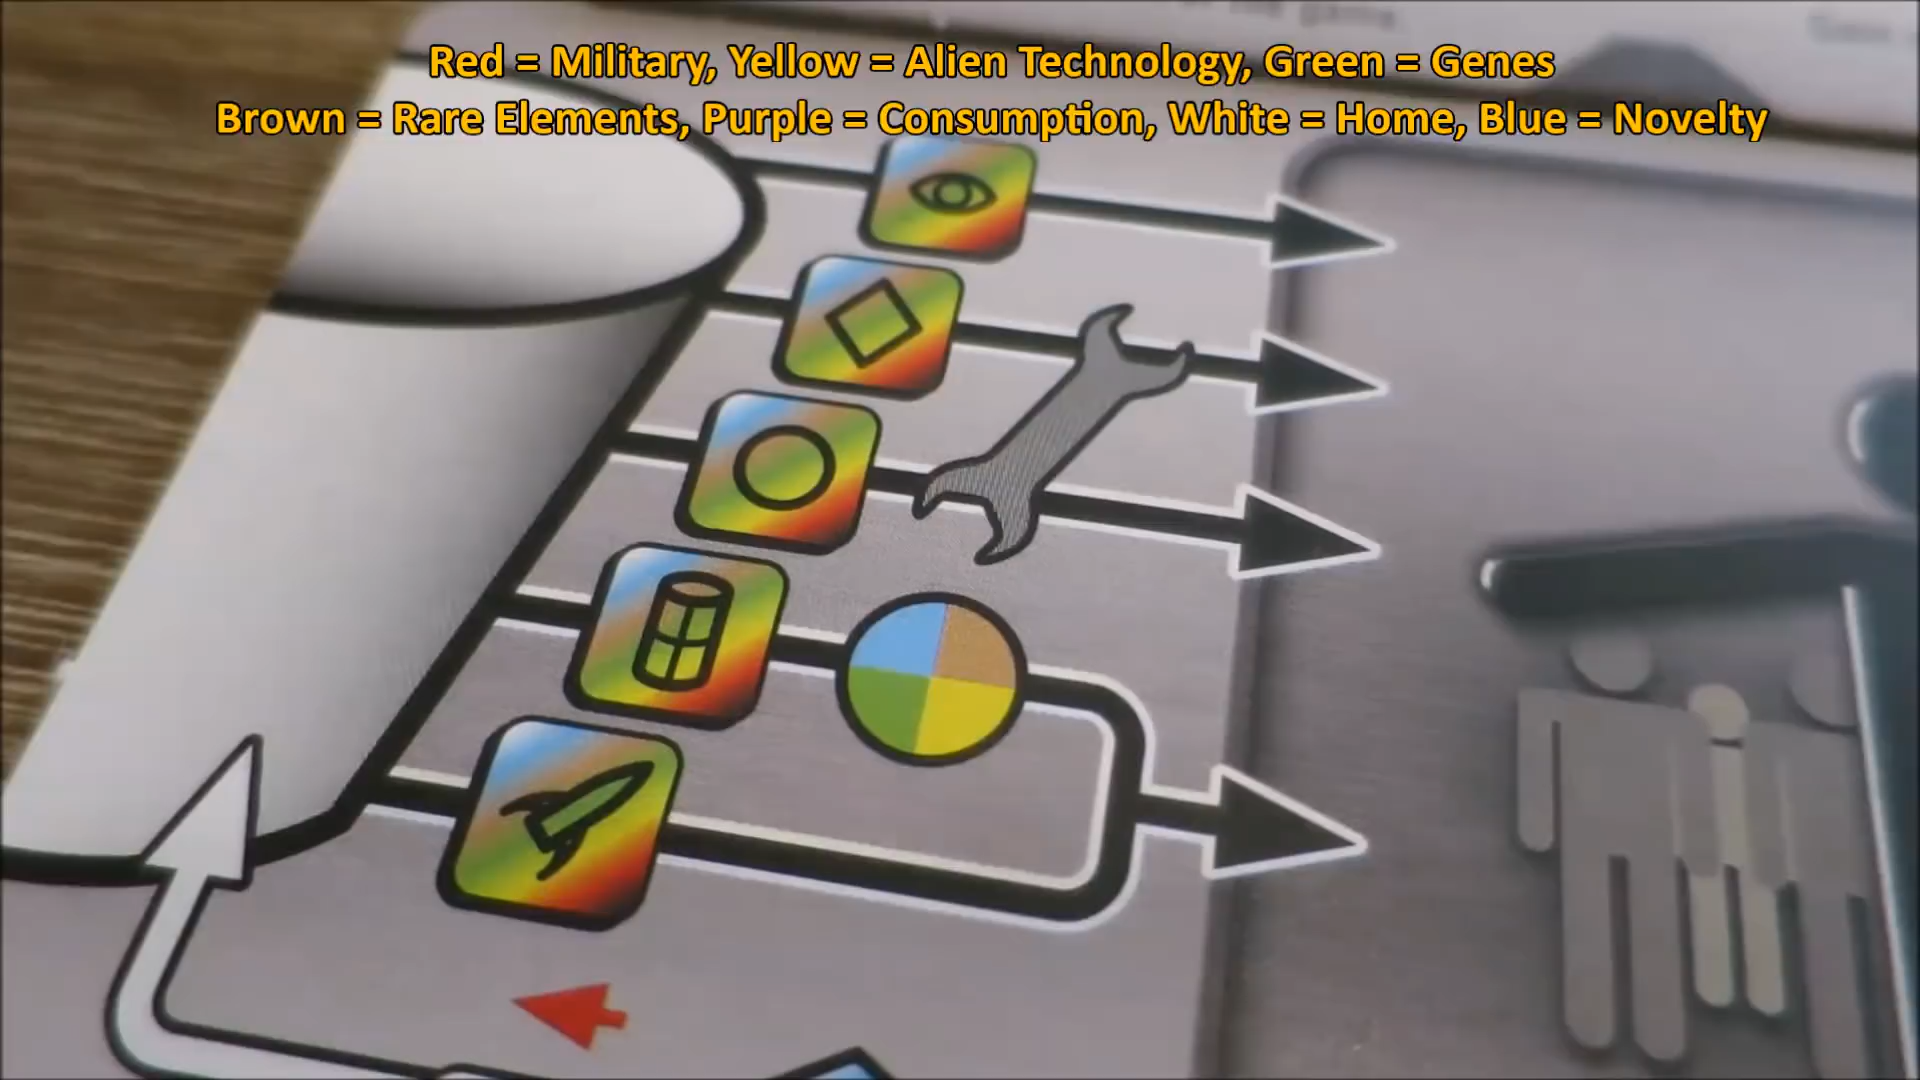 Red = Military, Yellow = Alien Technology, Green = Genes
Brown = Rare Elements, Purple = Consumption, White = Home, Blue = Novelty